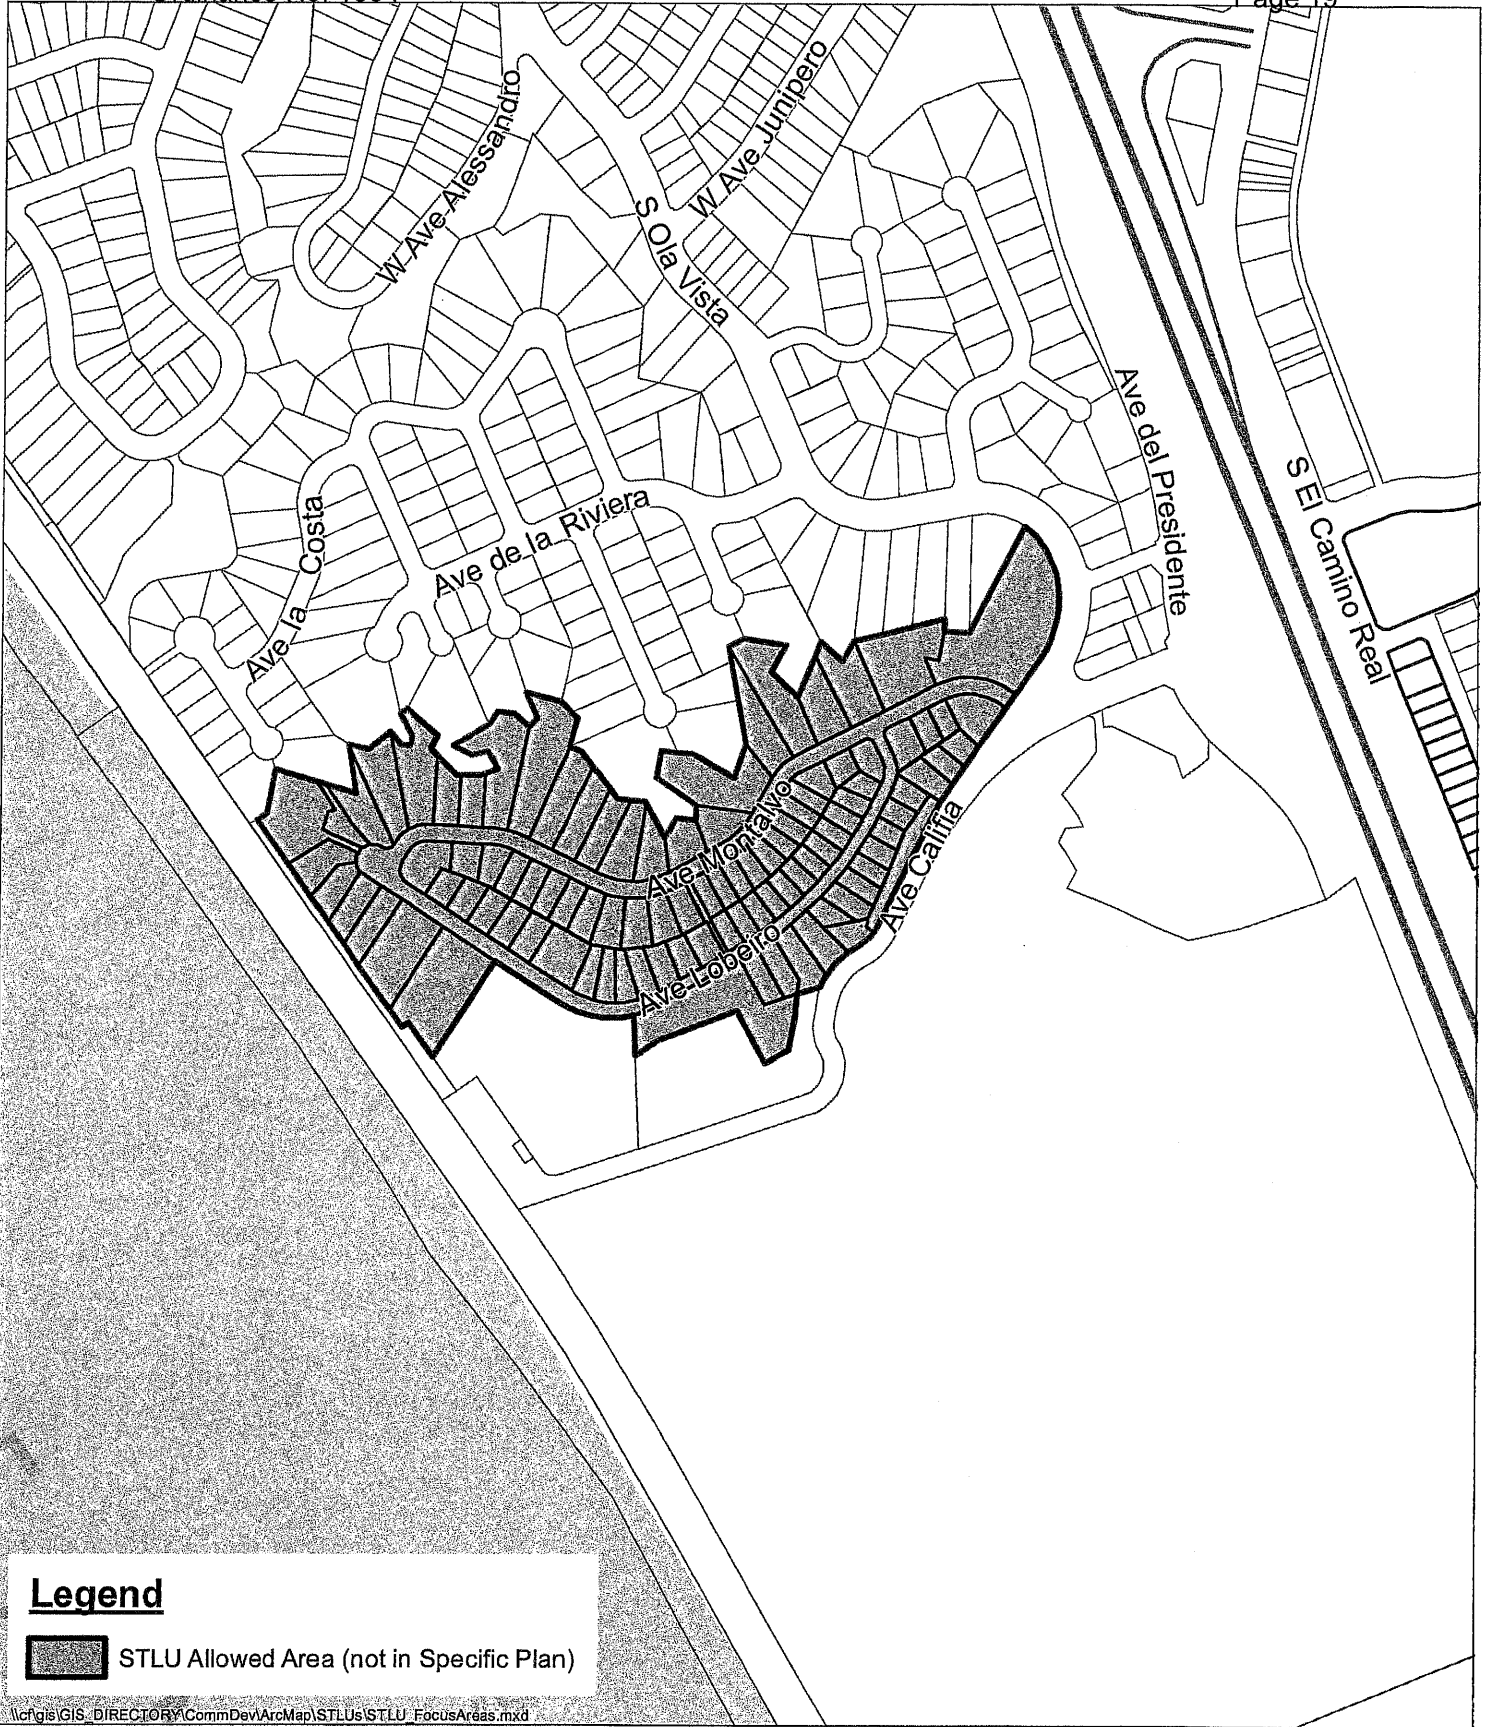 Page 19
W Ave Alessandro
W Ave Junipero
S Ola Vista
Ave del Presidente
S El Camino Real
Ave de la Riviera
Ave la Costa
Ave Montalvo
Ave Califia
Ave Lobeiro
Legend
STLU Allowed Area (not in Specific Plan)
\\cf\gis\GIS_DIRECTORY\CommDev\ArcMap\STLUs\STLU_FocusAreas.mxd